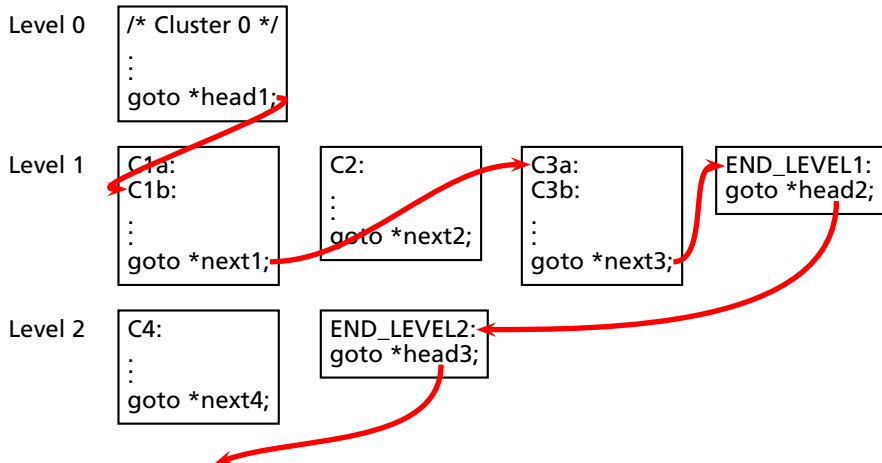 Level 0
/* Cluster 0 */
.
:
goto *head1;
Level 1
C1a:
C1b:
.
:
goto *next1;
C2:
.
:
goto *next2;
C3a:
C3b:
.
:
goto *next3;
END_LEVEL1:
goto *head2;
Level 2
C4:
.
:
goto *next4;
END_LEVEL2:
goto *head3;